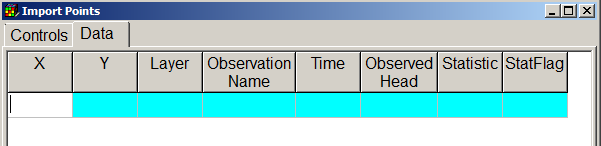 Import Points
Controls Data
X Y Layer Observation Name Time Observed Head Statistic StatFlag